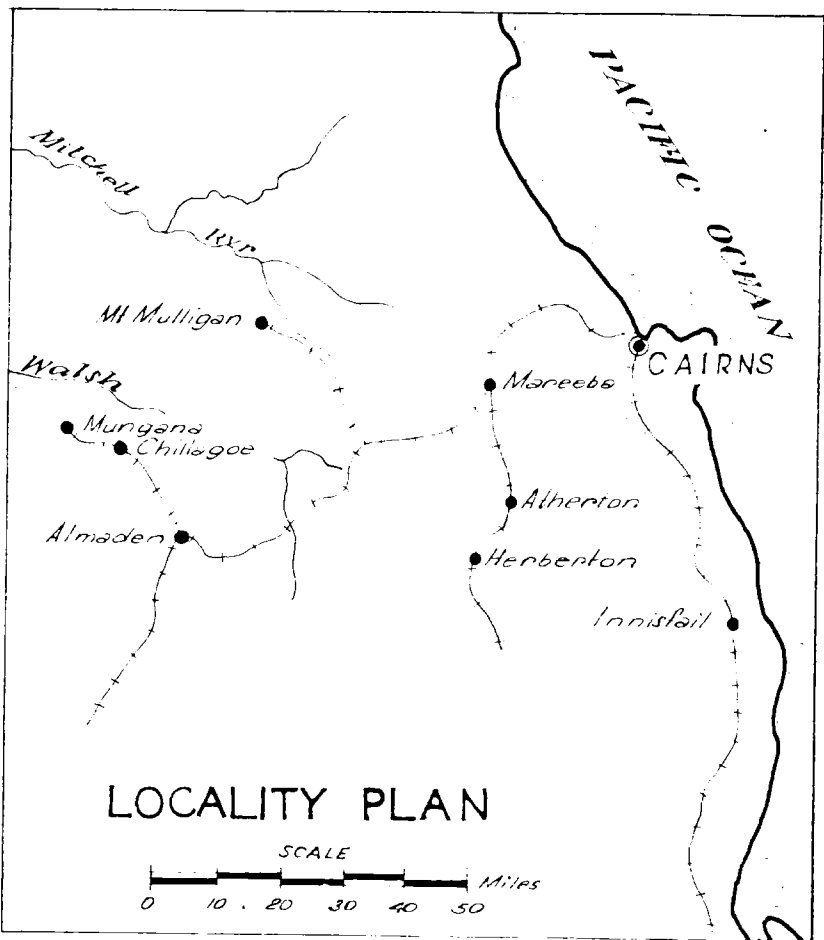 PACIFIC OCEAN
Mitchell
Rvr
Mt Mulligan
CAIRNS
Walsh
Mareeba
Mungana
Chillagoe
Atherton
Almaden
Herberton
Innisfail
LOCALITY PLAN
SCALE
Miles
0 10 20 30 40 50